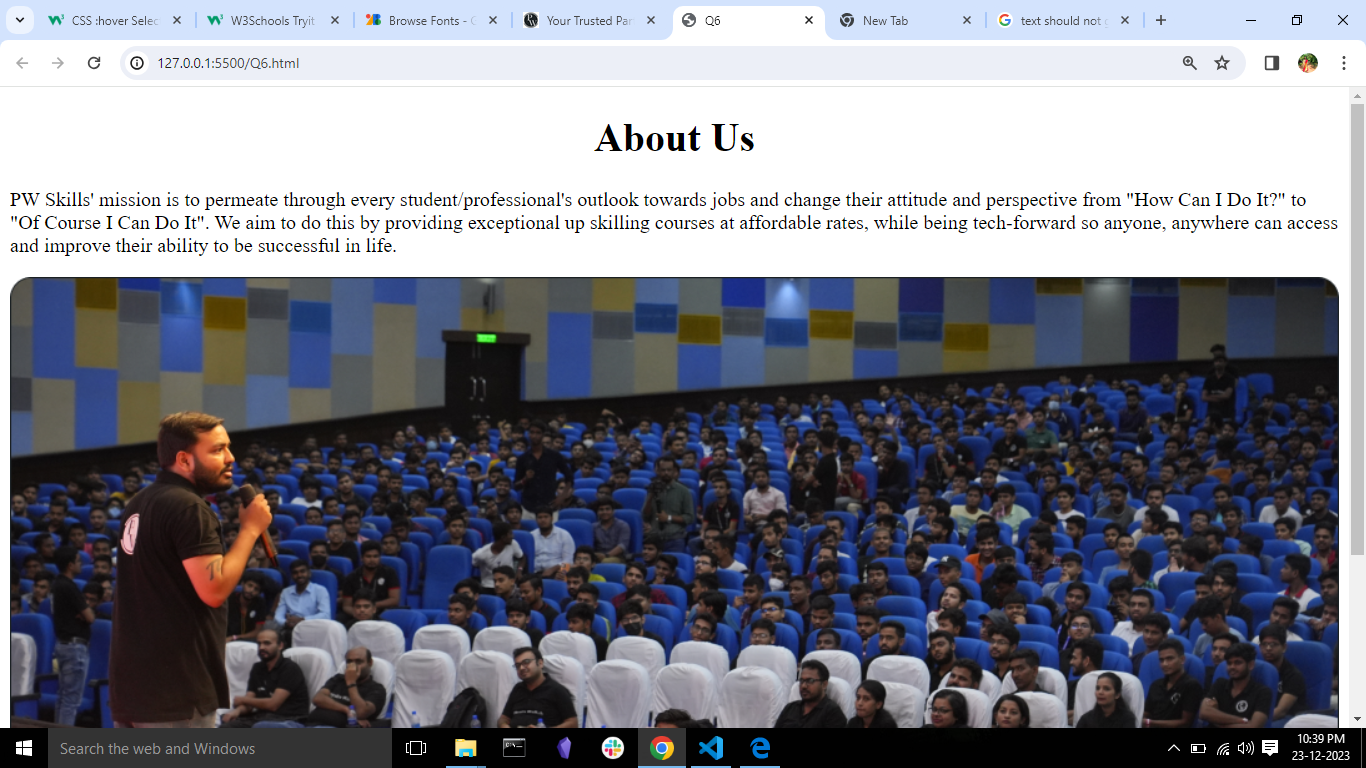 CSS :hover Selec
W3Schools Tryit
Browse Fonts - G
Your Trusted Par
Q6
New Tab
text should not g
127.0.0.1:5500/Q6.html
About Us
PW Skills' mission is to permeate through every student/professional's outlook towards jobs and change their attitude and perspective from "How Can I Do It?" to
"Of Course I Can Do It". We aim to do this by providing exceptional up skilling courses at affordable rates, while being tech-forward so anyone, anywhere can access
and improve their ability to be successful in life.
Search the web and Windows
10:39 PM
23-12-2023